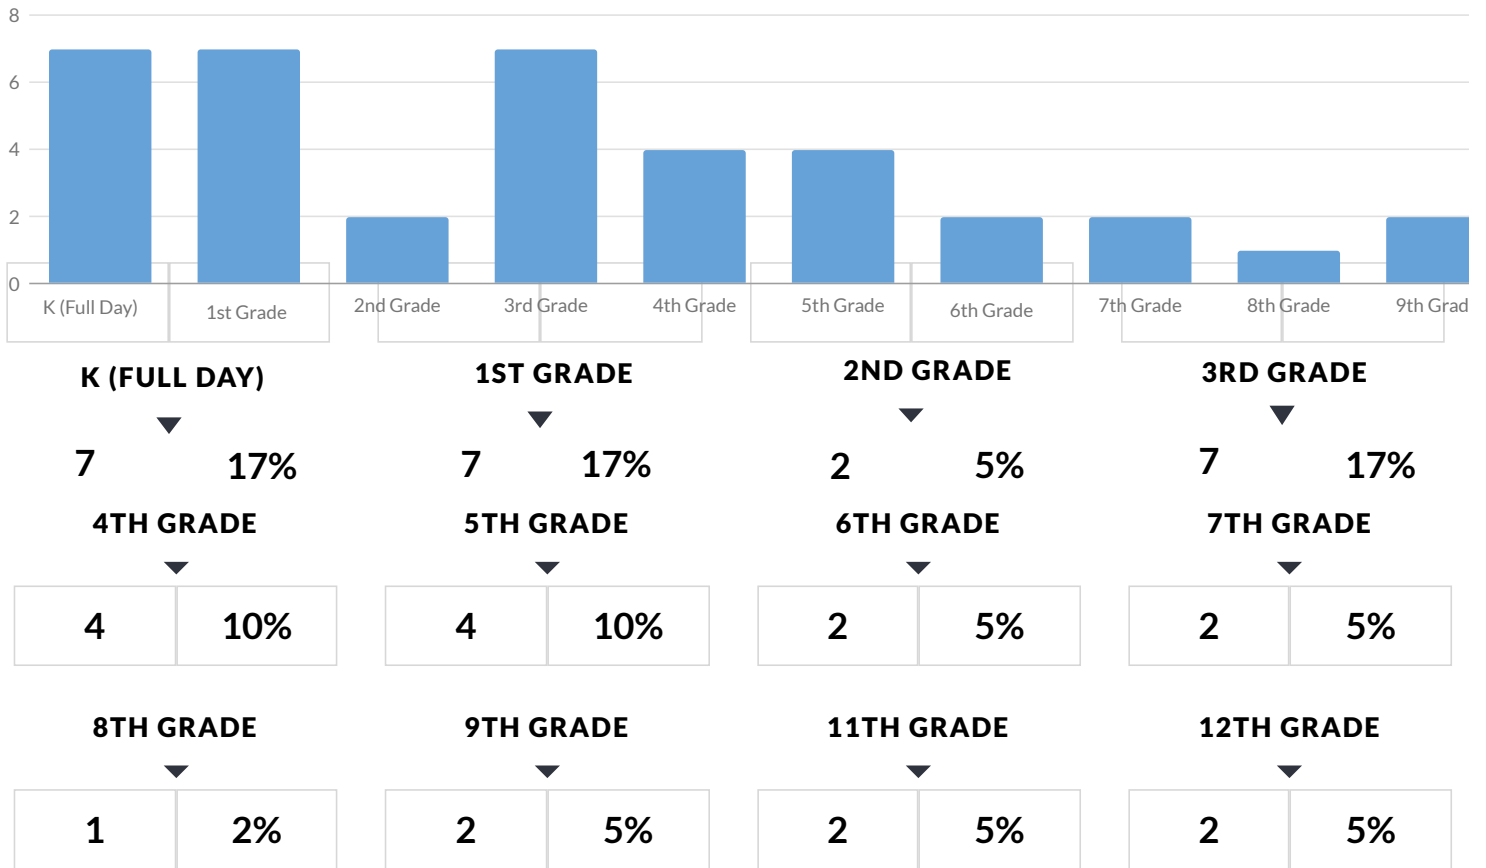 8
6
4
2
0
K (Full Day) 1st Grade 2nd Grade 3rd Grade 4th Grade 5th Grade 6th Grade 7th Grade 8th Grade 9th Grad
K (FULL DAY) 1ST GRADE 2ND GRADE 3RD GRADE
7 17% 7 17% 2 5% 7 17%
4TH GRADE 5TH GRADE 6TH GRADE 7TH GRADE
4 10% 4 10% 2 5% 2 5%
8TH GRADE 9TH GRADE 11TH GRADE 12TH GRADE
1 2% 2 5% 2 5% 2 5%